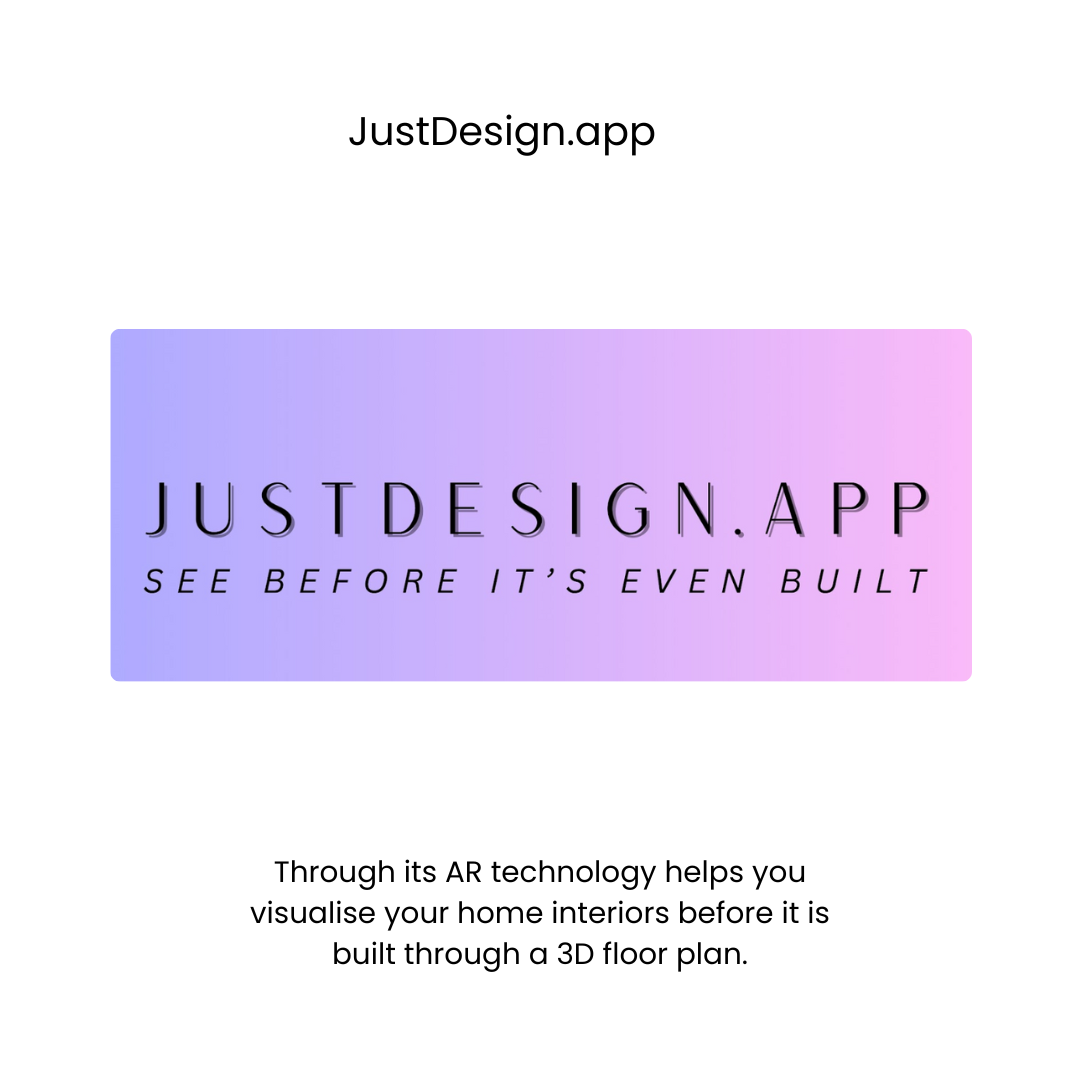 JustDesign.app
JUSTDESIGN.APP
SEE BEFORE IT’S EVEN BUILT
Through its AR technology helps you
visualise your home interiors before it is
built through a 3D floor plan.